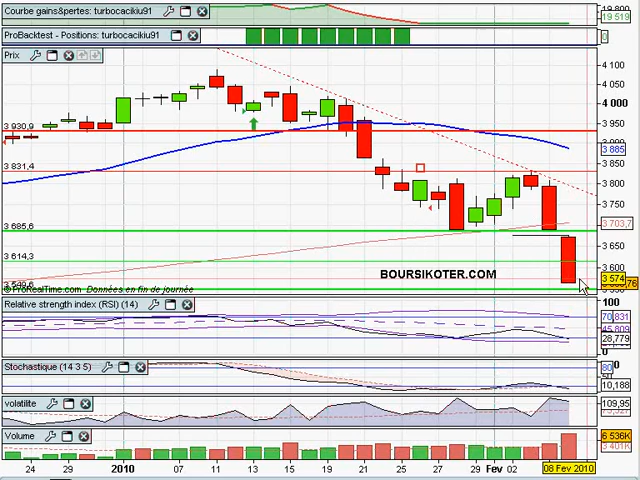 Courbe gains&pertes: turbocacikiu91
19 800
19 519
ProBacktest - Positions: turbocacikiu91
0
Prix
4 100
4 050
4 000
3 950
3 930,9
3 885
3 850
3 831,4
3 800
3 750
3 703,7
3 685,6
3 650
3 614,3
3 600
BOURSIKOTER.COM
3 574
© ProRealTime.com Données en fin de journée
Relative strength index (RSI) (14)
100
70,831
45,809
28,779
0
Stochastique (14 3 5)
80
10,188
volatilite
109,95
Volume
6 536K
3 401K
24 29 2010 07 11 13 15 19 21 25 27 29 Fev 02 08 Fev 2010